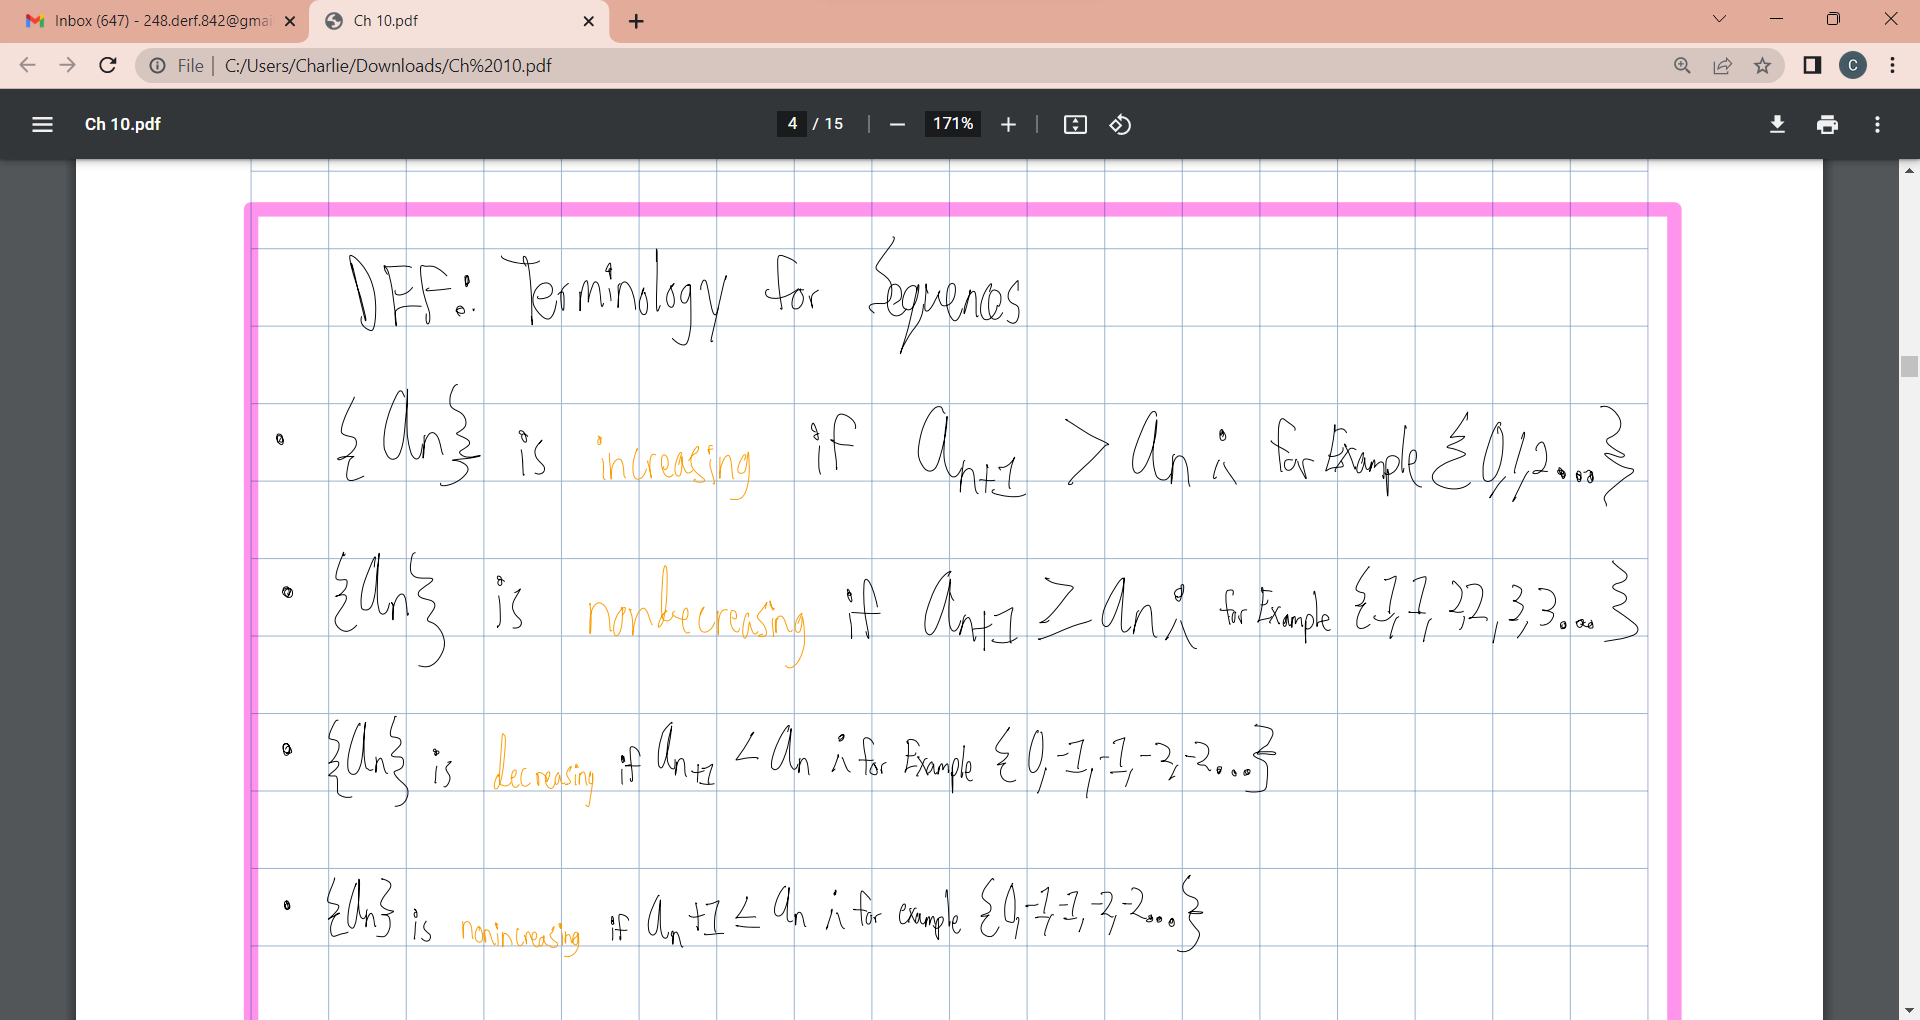 Inbox (647) - 248.derf.842@gmai
Ch 10.pdf
File | C:/Users/Charlie/Downloads/Ch%2010.pdf
C
Ch 10.pdf
4 / 15
171%
DEF: Terminology for Sequences
• {an} is increasing if an+1 > an ; for Example {0,1,2...}
• {an} is nondecreasing if an+1 ≥ an ; for Example {1,1,2,2,3,3...}
• {an} is decreasing if an+1 < an ; for Example {0,-1,-1,-2,-2...}
• {an} is nonincreasing if an+1 ≤ an ; for example {0,-1,-1,-2,-2...}